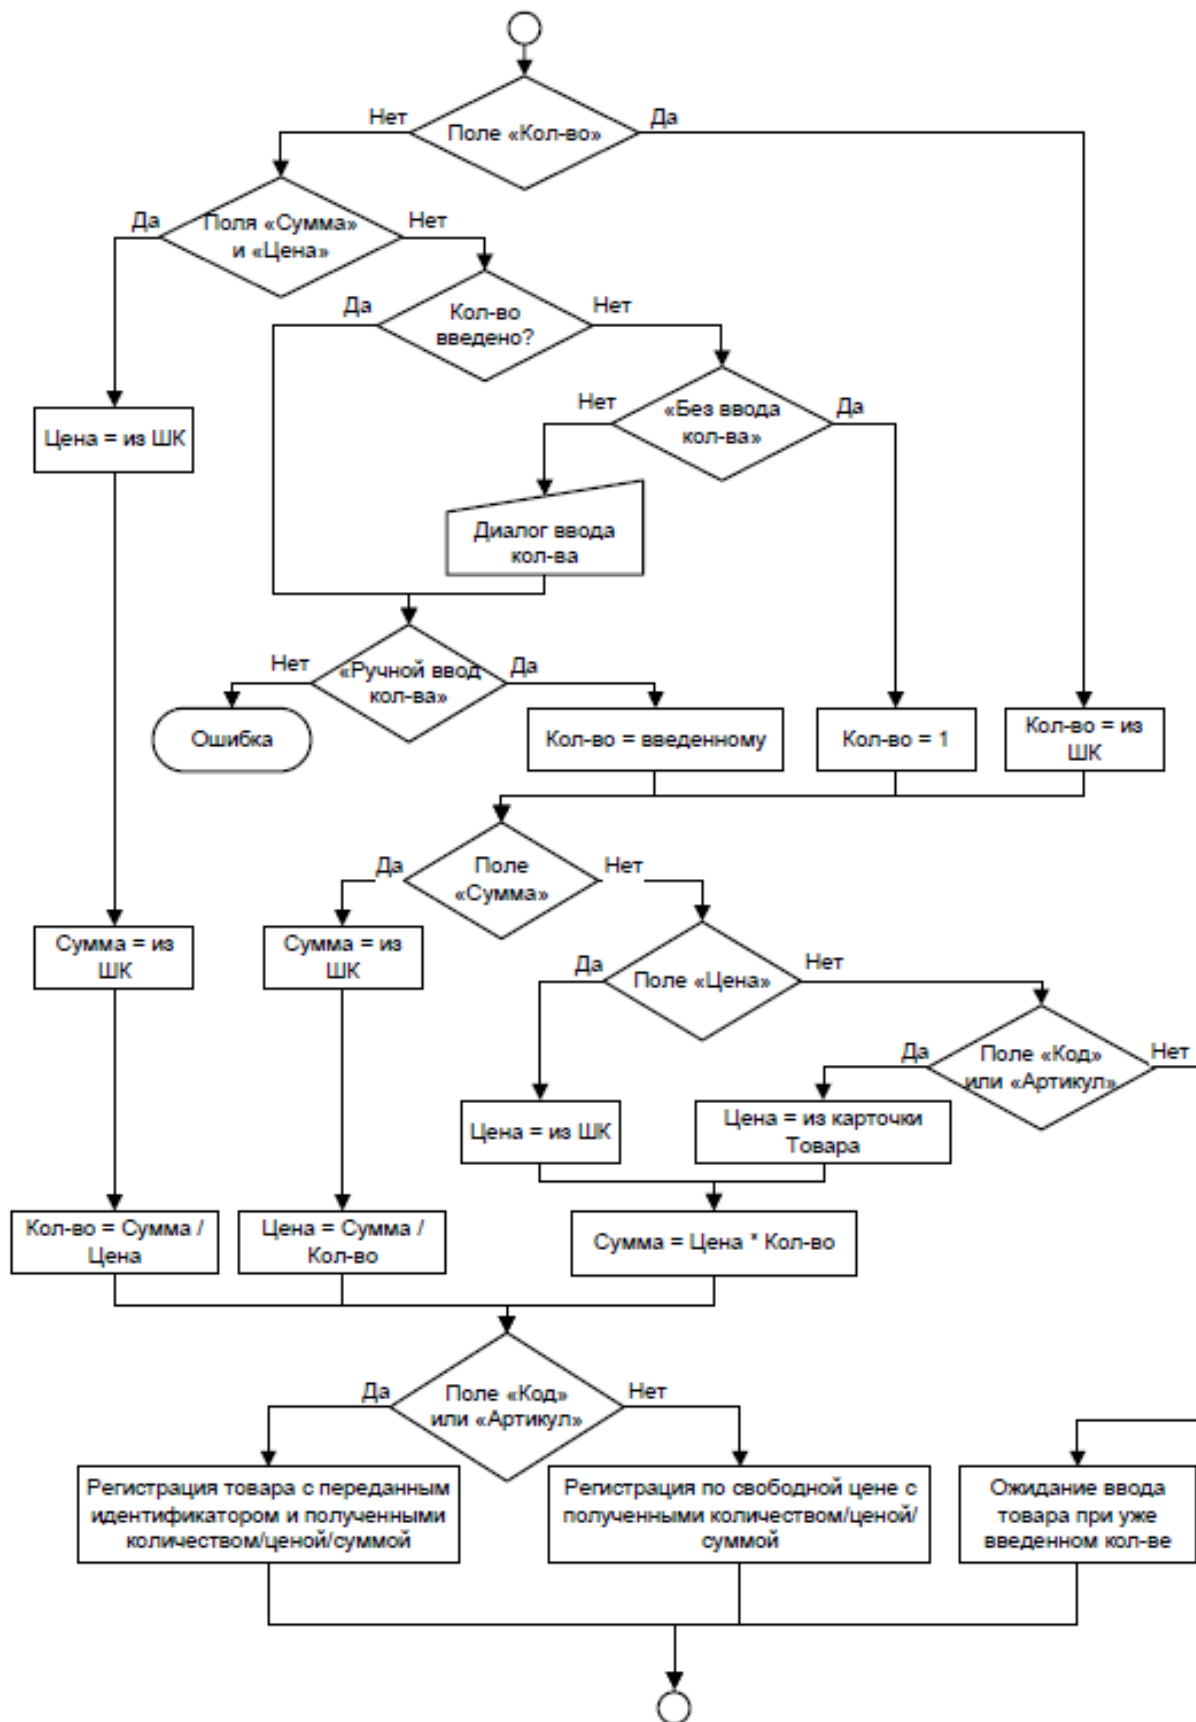 Нет
Поле «Кол-во»
Да
Да
Поля «Сумма»
и «Цена»
Нет
Да
Кол-во
введено?
Нет
Нет
«Без ввода
кол-ва»
Да
Цена = из ШК
Диалог ввода
кол-ва
Нет
«Ручной ввод
кол-ва»
Да
Ошибка
Кол-во = введенному
Кол-во = 1
Кол-во = из
ШК
Да
Поле
«Сумма»
Нет
Сумма = из
ШК
Сумма = из
ШК
Да
Поле «Цена»
Нет
Да
Поле «Код»
или «Артикул»
Нет
Цена = из ШК
Цена = из карточки
Товара
Кол-во = Сумма /
Цена
Цена = Сумма /
Кол-во
Сумма = Цена * Кол-во
Да
Поле «Код»
или «Артикул»
Нет
Регистрация товара с переданным
идентификатором и полученными
количеством/ценой/суммой
Регистрация по свободной цене с
полученными количеством/ценой/
суммой
Ожидание ввода
товара при уже
введенном кол-ве